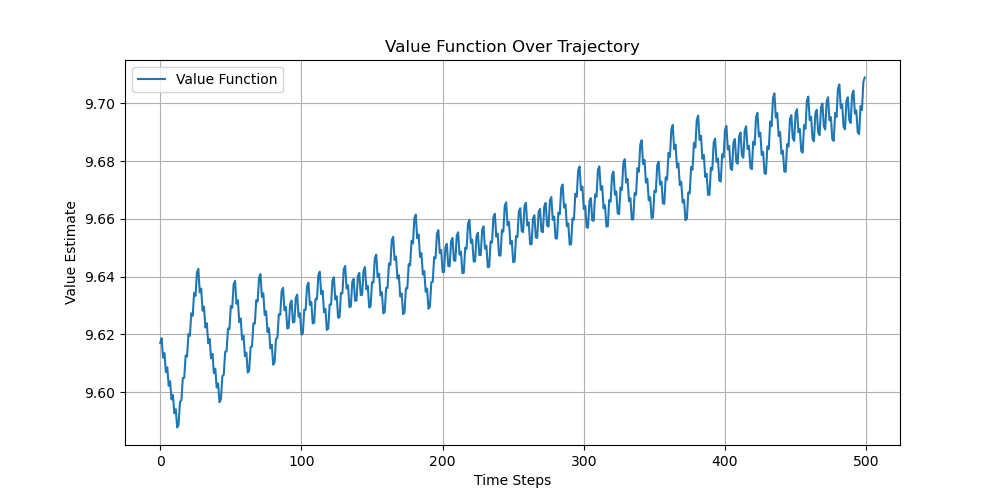 Value Function Over Trajectory
Value Function
Value Estimate
9.70
9.68
9.66
9.64
9.62
9.60
0 100 200 300 400 500
Time Steps